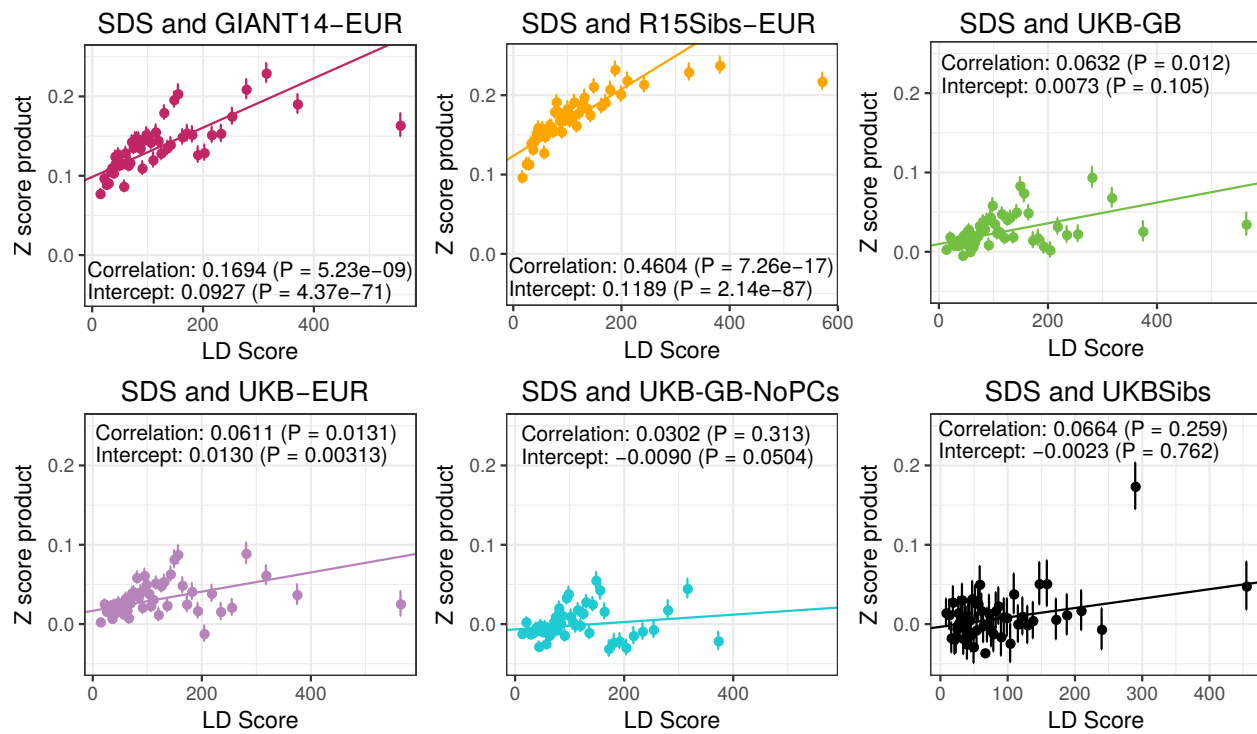 SDS and GIANT14−EUR
Z score product
0.2
0.1
0.0
Correlation: 0.1694 (P = 5.23e−09)
Intercept: 0.0927 (P = 4.37e−71)
0 200 400
LD Score
SDS and R15Sibs−EUR
Z score product
0.2
0.1
0.0
Correlation: 0.4604 (P = 7.26e−17)
Intercept: 0.1189 (P = 2.14e−87)
0 200 400 600
LD Score
SDS and UKB-GB
Z score product
Correlation: 0.0632 (P = 0.012)
Intercept: 0.0073 (P = 0.105)
0.2
0.1
0.0
0 200 400
LD Score
SDS and UKB−EUR
Z score product
Correlation: 0.0611 (P = 0.0131)
Intercept: 0.0130 (P = 0.00313)
0.2
0.1
0.0
0 200 400
LD Score
SDS and UKB-GB-NoPCs
Z score product
Correlation: 0.0302 (P = 0.313)
Intercept: −0.0090 (P = 0.0504)
0.2
0.1
0.0
0 200 400
LD Score
SDS and UKBSibs
Z score product
Correlation: 0.0664 (P = 0.259)
Intercept: −0.0023 (P = 0.762)
0.2
0.1
0.0
0 100 200 300 400
LD Score